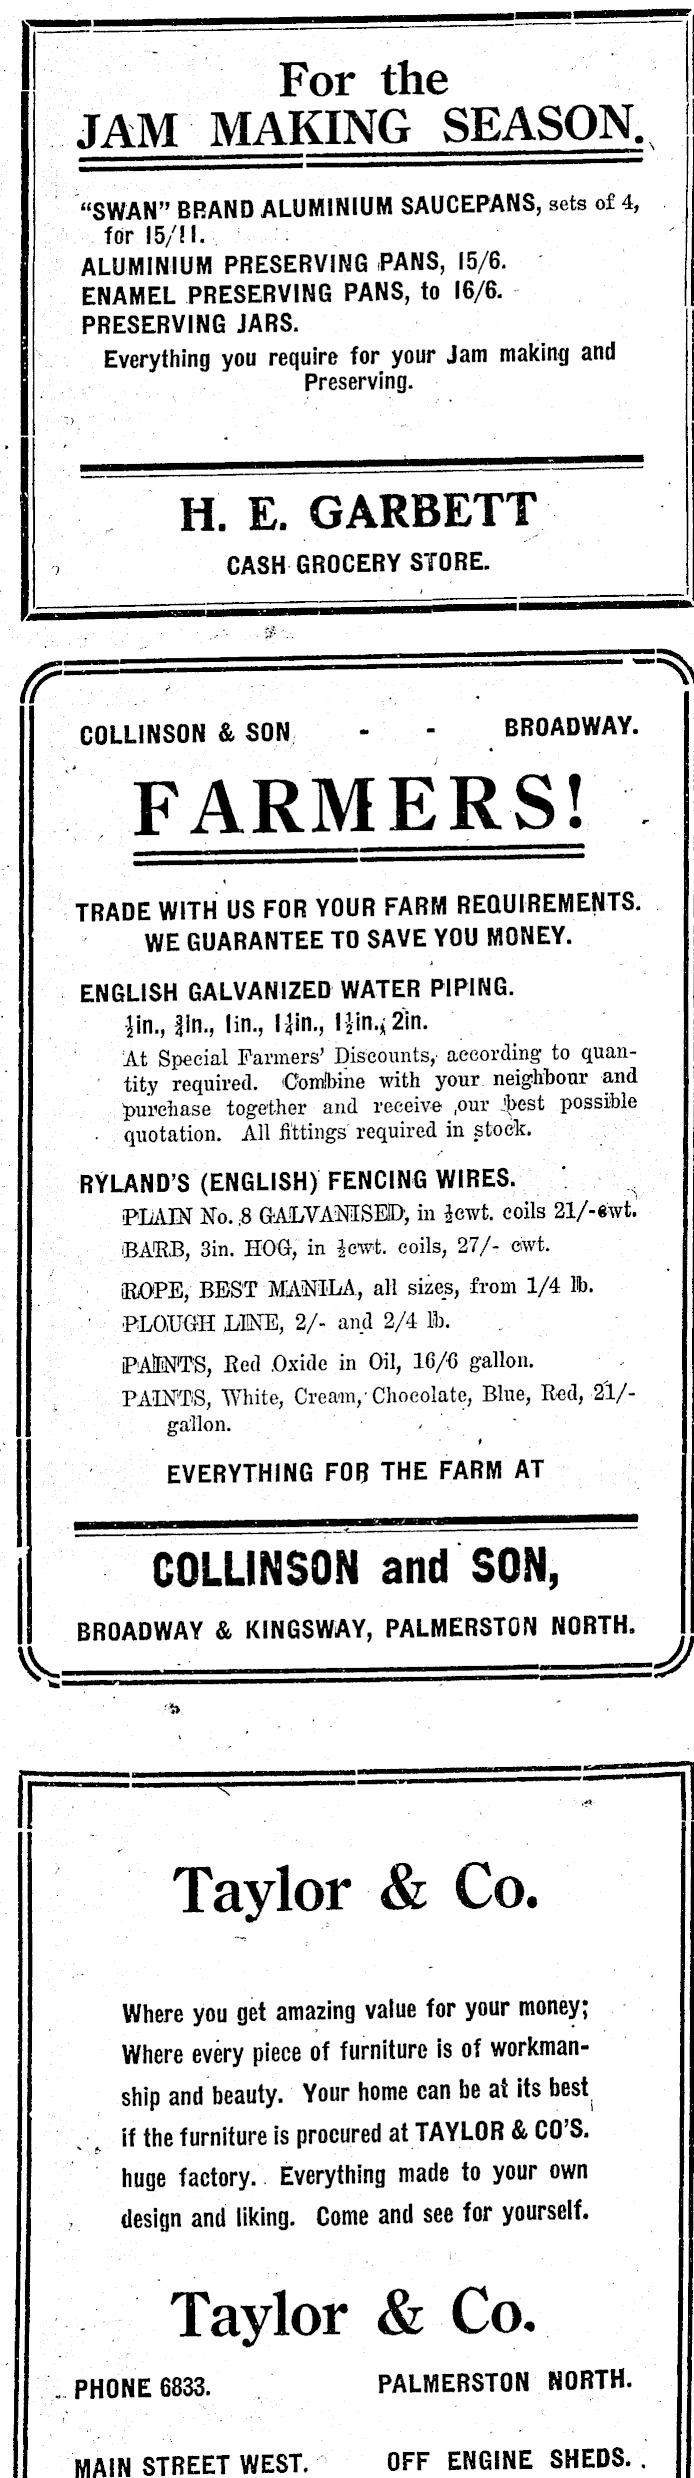 For the
JAM MAKING SEASON.
"SWAN" BRAND ALUMINIUM SAUCEPANS, sets of 4,
for 15/11.
ALUMINIUM PRESERVING PANS, 15/6.
ENAMEL PRESERVING PANS, to 16/6.
PRESERVING JARS.
Everything you require for your Jam making and
Preserving.
H. E. GARBETT
CASH GROCERY STORE.
COLLINSON & SON - - BROADWAY.
FARMERS!
TRADE WITH US FOR YOUR FARM REQUIREMENTS.
WE GUARANTEE TO SAVE YOU MONEY.
ENGLISH GALVANIZED WATER PIPING.
½in., ¾in., 1in., 1¼in., 1½in., 2in.
At Special Farmers' Discounts, according to quan-
tity required. Combine with your neighbour and
purchase together and receive our best possible
quotation. All fittings required in stock.
RYLAND'S (ENGLISH) FENCING WIRES.
PLAIN No. 8 GALVANISED, in ½cwt. coils 21/- cwt.
BARB, 3in. HOG, in ½cwt. coils, 27/- cwt.
ROPE, BEST MANILA, all sizes, from 1/4 lb.
PLOUGH LINE, 2/- and 2/4 lb.
PAINTS, Red Oxide in Oil, 16/6 gallon.
PAINTS, White, Cream, Chocolate, Blue, Red, 21/-
gallon.
EVERYTHING FOR THE FARM AT
COLLINSON and SON,
BROADWAY & KINGSWAY, PALMERSTON NORTH.
Taylor & Co.
Where you get amazing value for your money;
Where every piece of furniture is of workman-
ship and beauty. Your home can be at its best
if the furniture is procured at TAYLOR & CO'S.
huge factory. Everything made to your own
design and liking. Come and see for yourself.
Taylor & Co.
PHONE 6833. PALMERSTON NORTH.
MAIN STREET WEST. OFF ENGINE SHEDS.